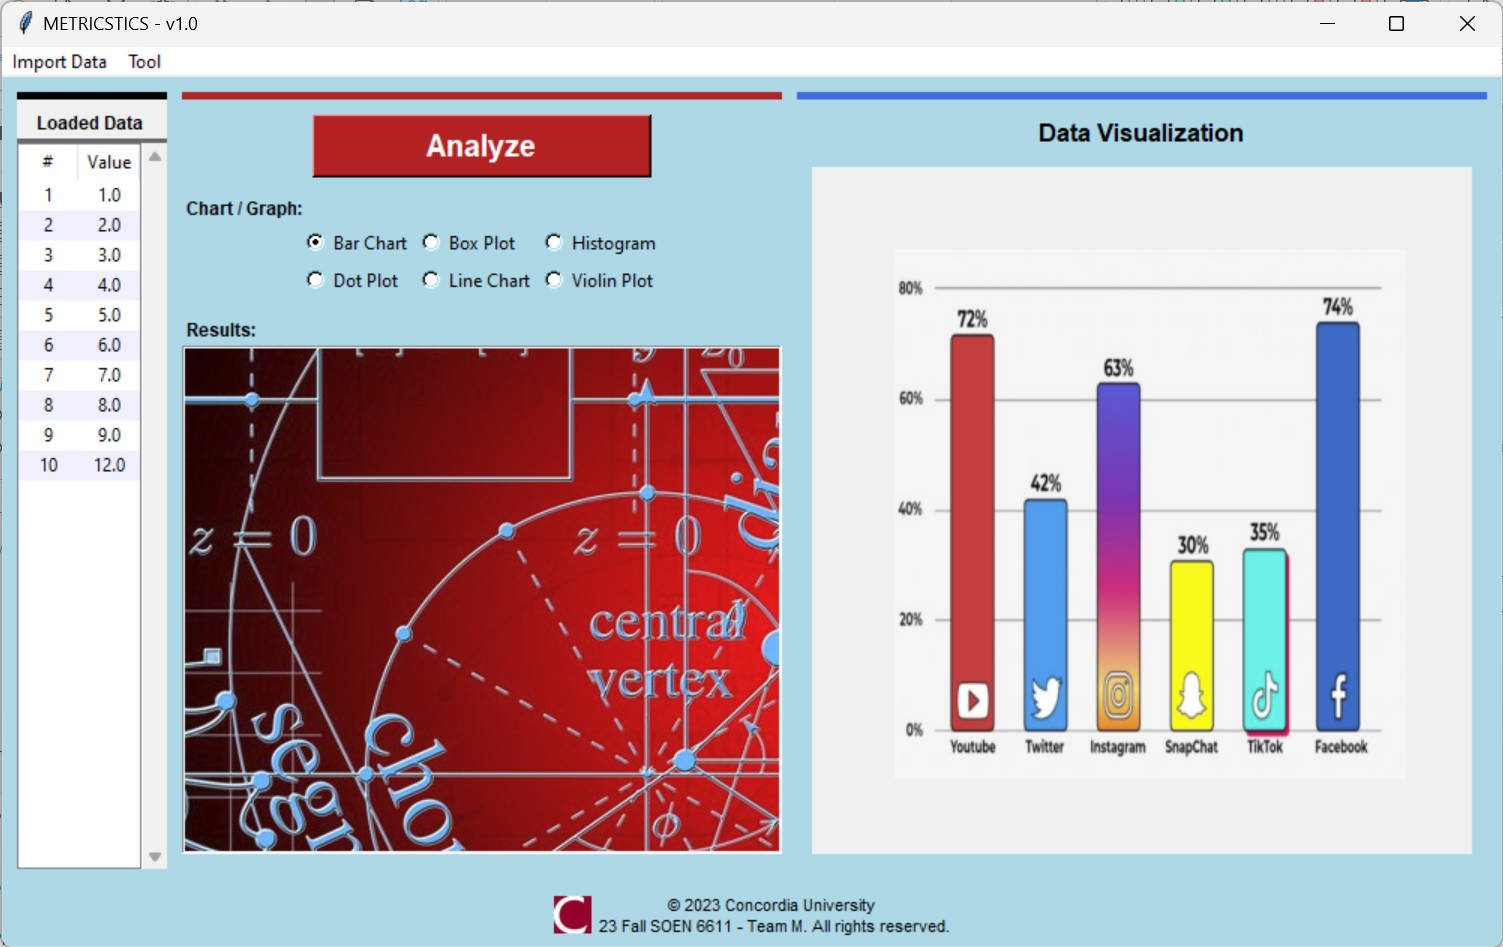 METRICSTICS - v1.0
Import Data Tool
Loaded Data
# Value
1 1.0
2 2.0
3 3.0
4 4.0
5 5.0
6 6.0
7 7.0
8 8.0
9 9.0
10 12.0
Analyze
Chart / Graph:
Bar Chart Box Plot Histogram
Dot Plot Line Chart Violin Plot
Results:
z = 0 z = 0
central
vertex
segm
cho
ϕ
Data Visualization
80%
60%
40%
20%
0%
72%
42%
63%
30%
35%
74%
Youtube Twitter Instagram SnapChat TikTok Facebook
© 2023 Concordia University
23 Fall SOEN 6611 - Team M. All rights reserved.